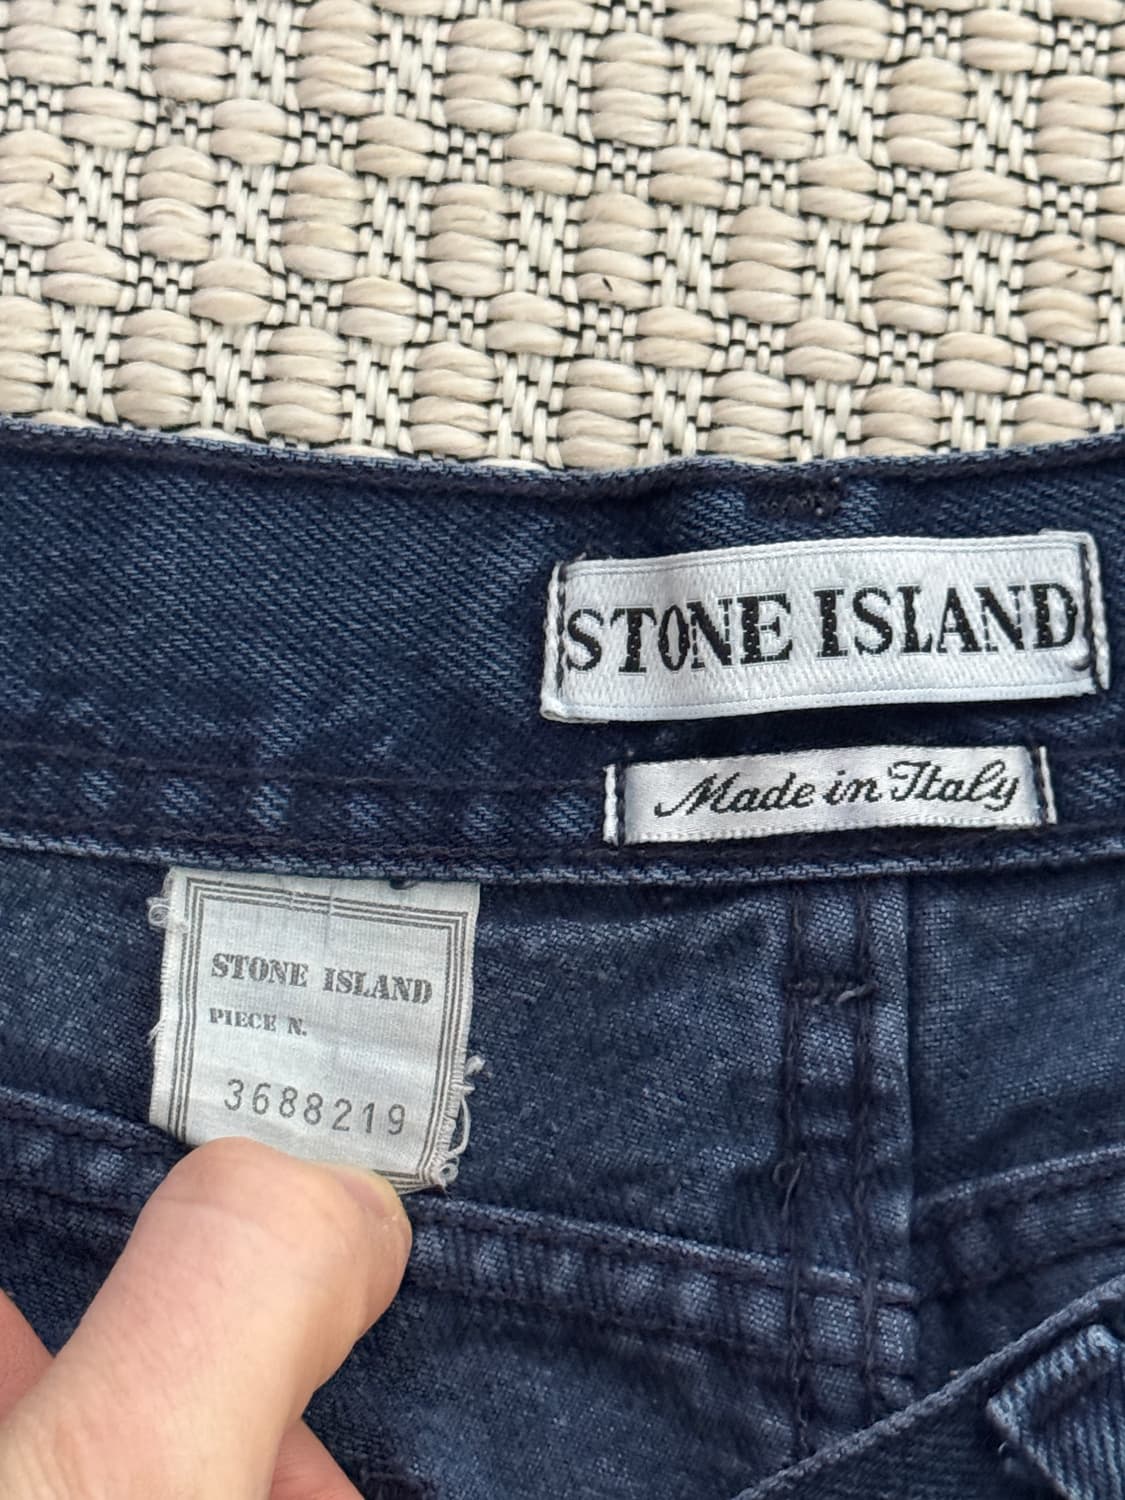 STONE ISLAND
Made in Italy
STONE ISLAND
PIECE N.
3688219